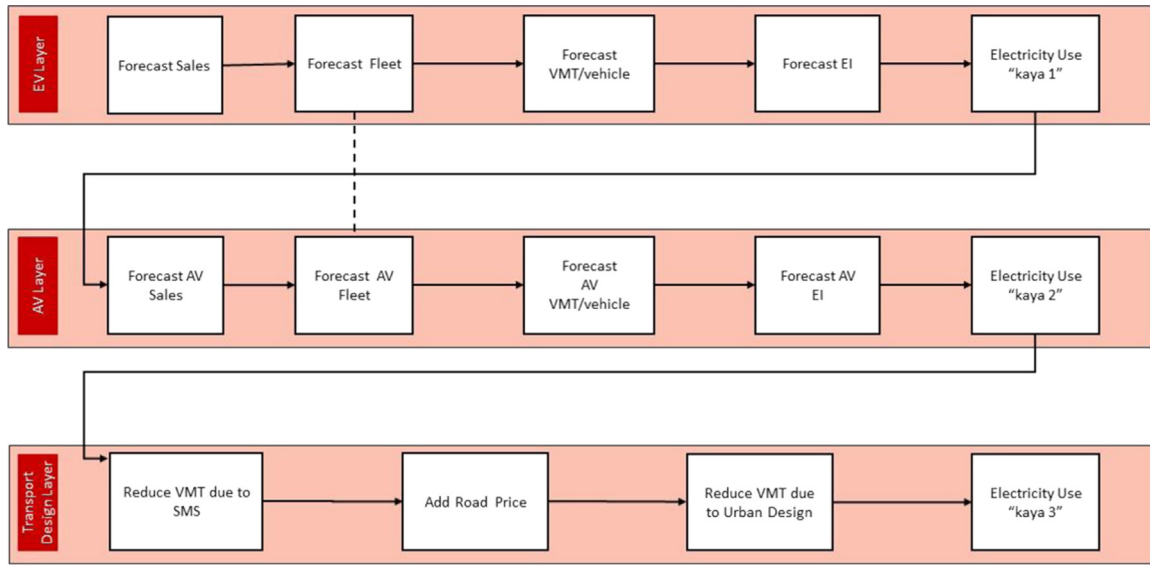 EV Layer
Forecast Sales
Forecast Fleet
Forecast
VMT/vehicle
Forecast EI
Electricity Use
“kaya 1”
AV Layer
Forecast AV
Sales
Forecast AV
Fleet
Forecast
AV
VMT/vehicle
Forecast AV
EI
Electricity Use
“kaya 2”
Transport
Design Layer
Reduce VMT due to
SMS
Add Road Price
Reduce VMT due
to Urban Design
Electricity Use
“kaya 3”